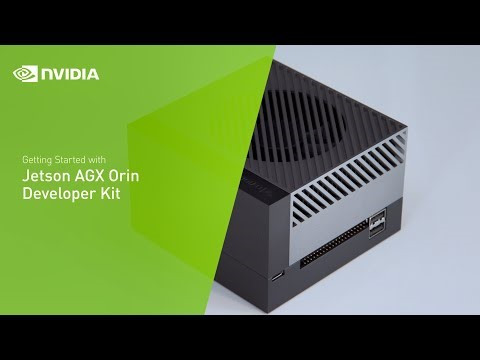 NVIDIA
Getting Started with
Jetson AGX Orin
Developer Kit